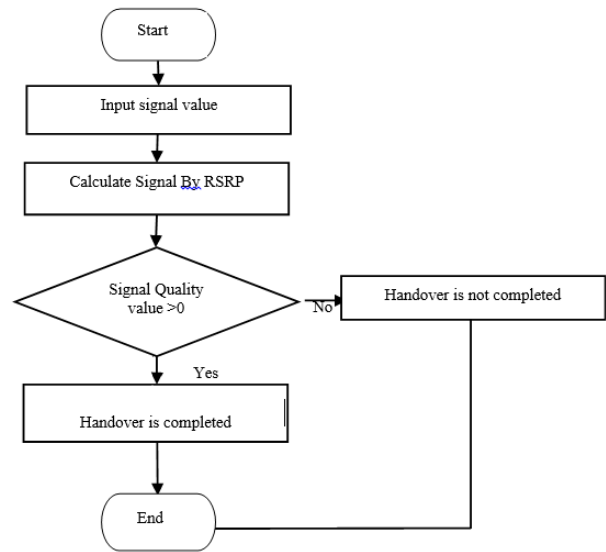 Start
Input signal value
Calculate Signal By RSRP
Signal Quality
value >0
No
Handover is not completed
Yes
Handover is completed
End